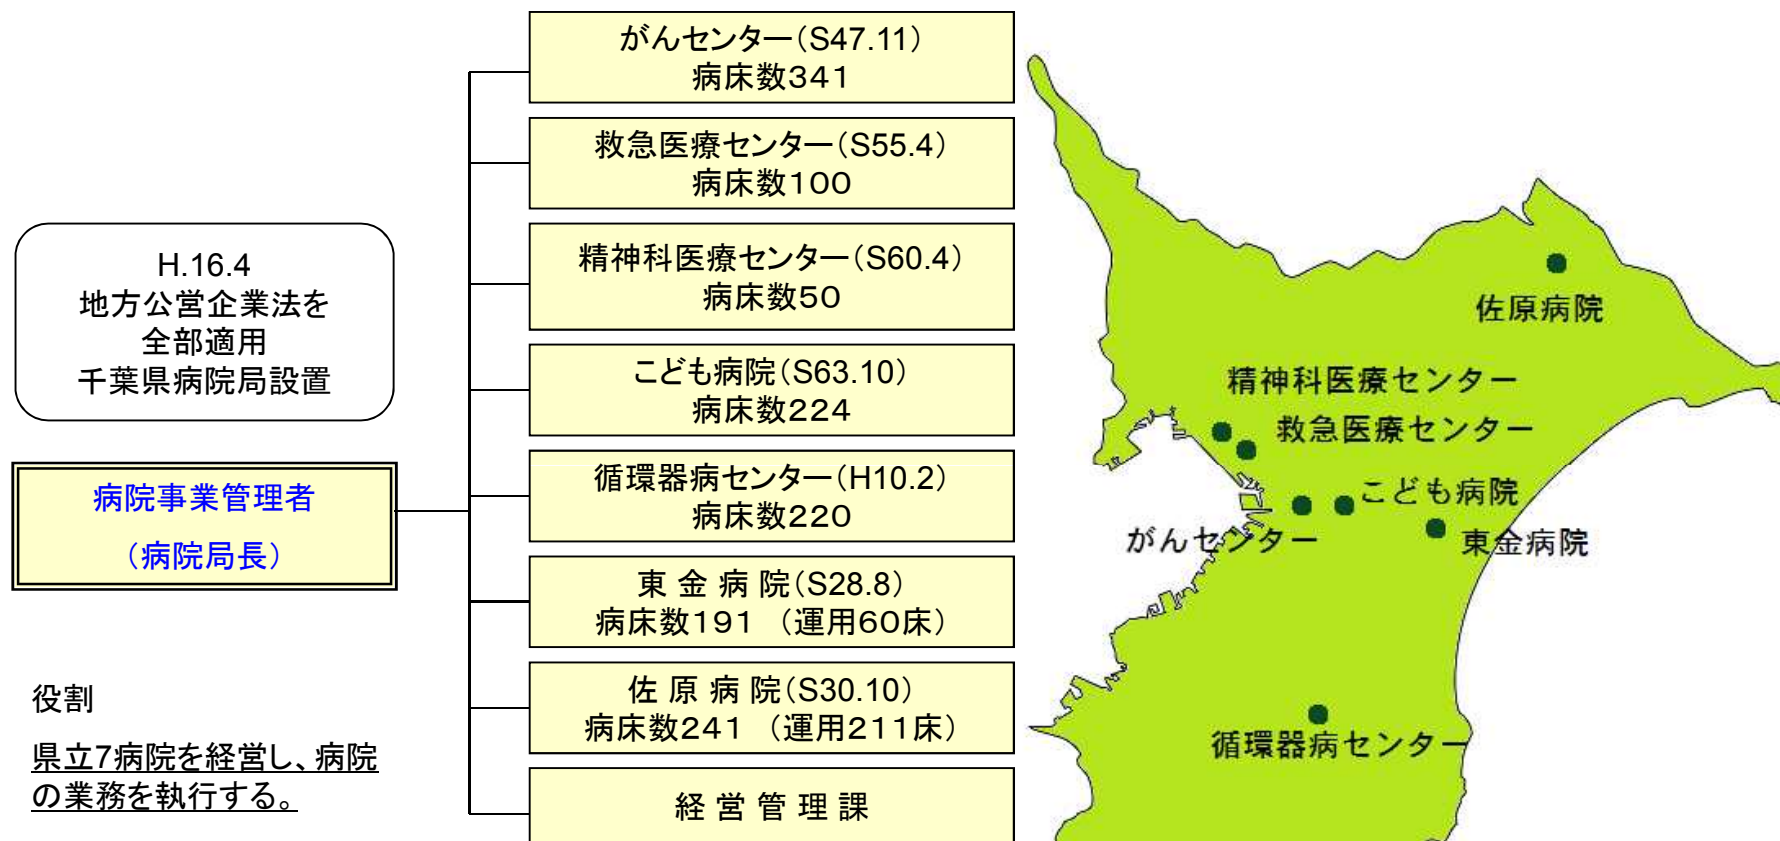 がんセンター（S47.11）
病床数３４１
救急医療センター（S55.4）
病床数１００
精神科医療センター（S60.4）
病床数５０
こども病院（S63.10）
病床数２２４
循環器病センター（H10.2）
病床数２２０
東 金 病 院（S28.8）
病床数１９１ （運用６０床）
佐 原 病 院（S30.10）
病床数２４１ （運用２１１床）
経 営 管 理 課
H.16.4
地方公営企業法を
全部適用
千葉県病院局設置
病院事業管理者
（病院局長）
役割
県立7病院を経営し、病院
の業務を執行する。
佐原病院
精神科医療センター
救急医療センター
こども病院
がんセンター
東金病院
循環器病センター